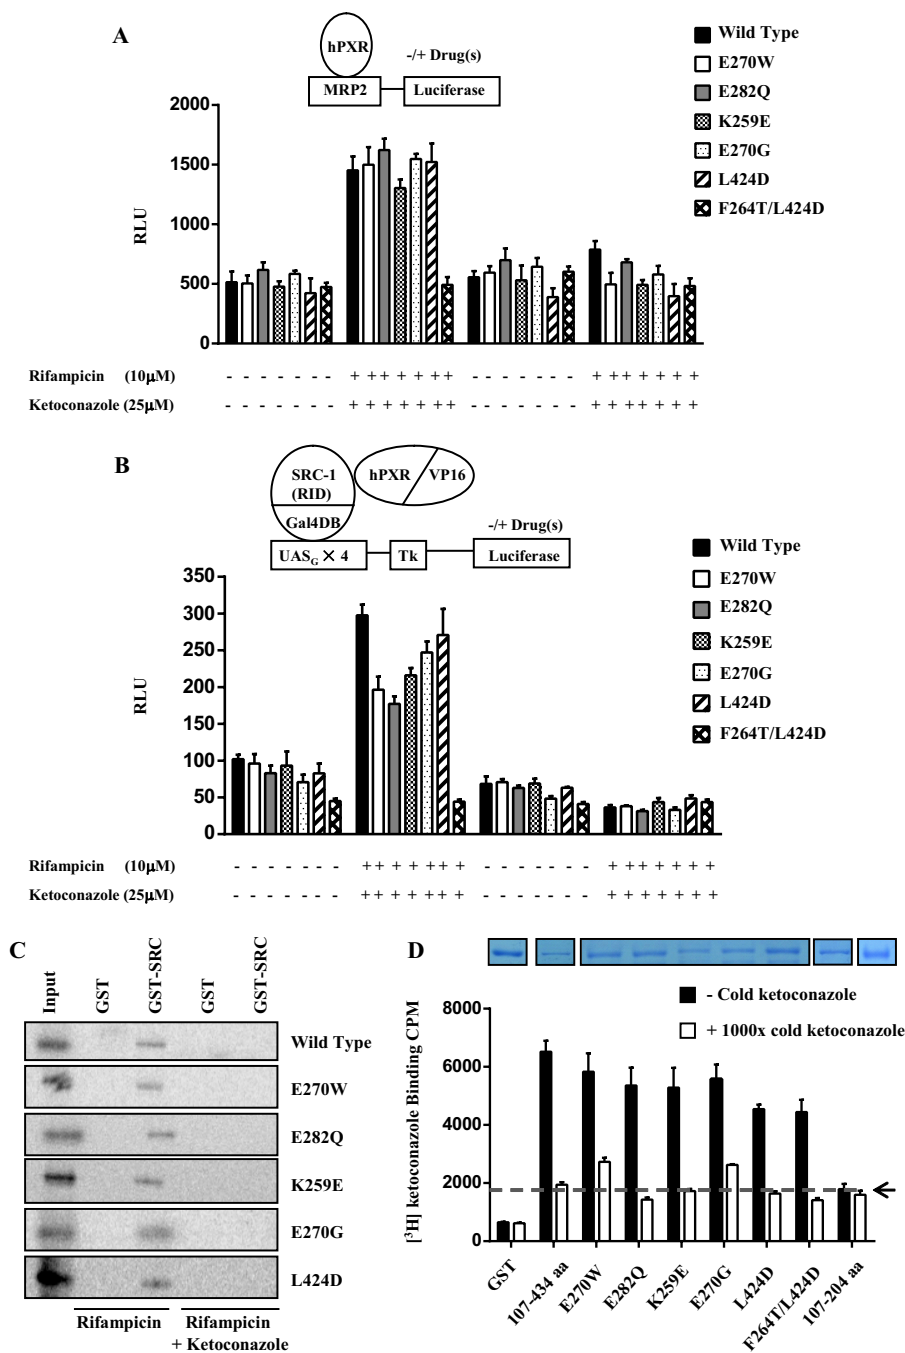 A
hPXR
-/+ Drug(s)
MRP2
Luciferase
Wild Type
E270W
E282Q
K259E
E270G
L424D
F264T/L424D
2000
1500
1000
500
0
RLU
Rifampicin (10μM) - - - - - - - + + + + + + + + - - - - - - - + + + + + + + +
Ketoconazole (25μM) - - - - - - - + + + + + + + + - - - - - - - + + + + + + +
B
SRC-1
(RID)
Gal4DB
hPXR
VP16
-/+ Drug(s)
UASG × 4
Tk
Luciferase
Wild Type
E270W
E282Q
K259E
E270G
L424D
F264T/L424D
350
300
250
200
150
100
50
0
RLU
Rifampicin (10μM) - - - - - - - + + + + + + + + - - - - - - - + + + + + + +
Ketoconazole (25μM) - - - - - - - + + + + + + + + - - - - - - - + + + + + + + +
C
Input
GST
GST-SRC
GST
GST-SRC
Wild Type
E270W
E282Q
K259E
E270G
L424D
Rifampicin
Rifampicin
+ Ketoconazole
D
- Cold ketoconazole
+ 1000x cold ketoconazole
8000
6000
4000
2000
0
[³H] ketoconazole Binding CPM
GST
107-434 aa
E270W
E282Q
K259E
E270G
L424D
F264T/L424D
107-204 aa